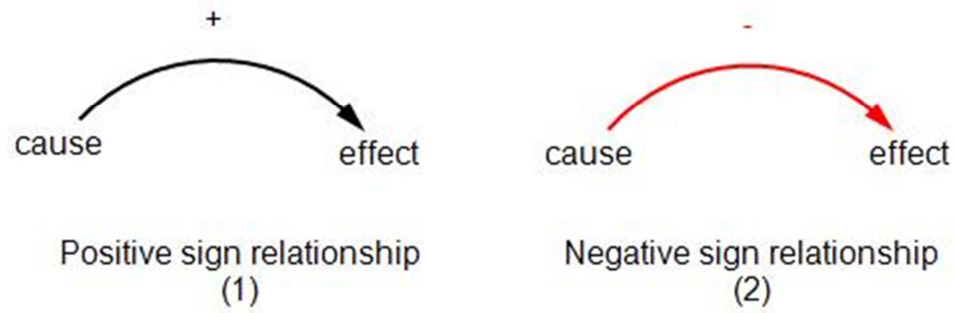 +
cause
effect
Positive sign relationship
(1)
-
cause
effect
Negative sign relationship
(2)